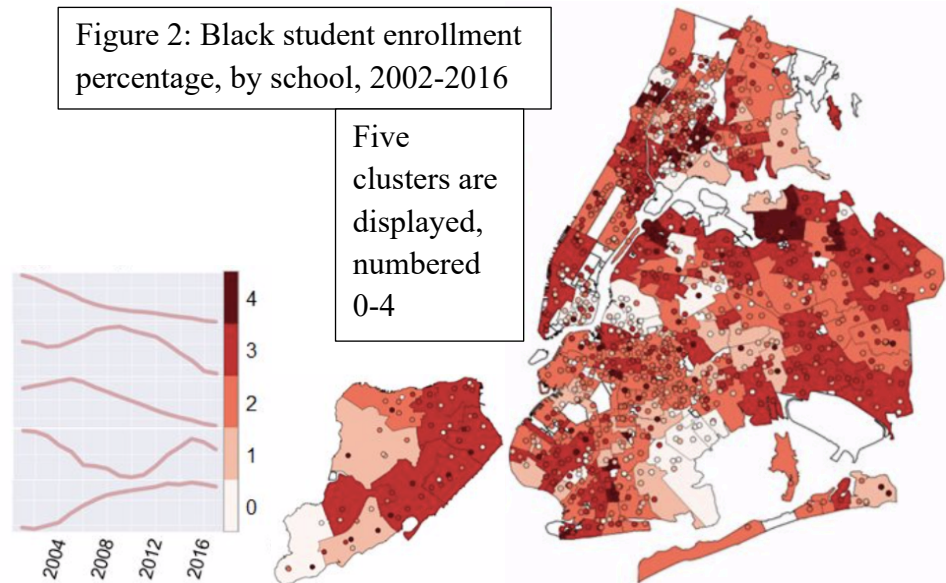 Figure 2: Black student enrollment
percentage, by school, 2002-2016
Five
clusters are
displayed,
numbered
0-4
4
3
2
1
0
2004
2008
2012
2016